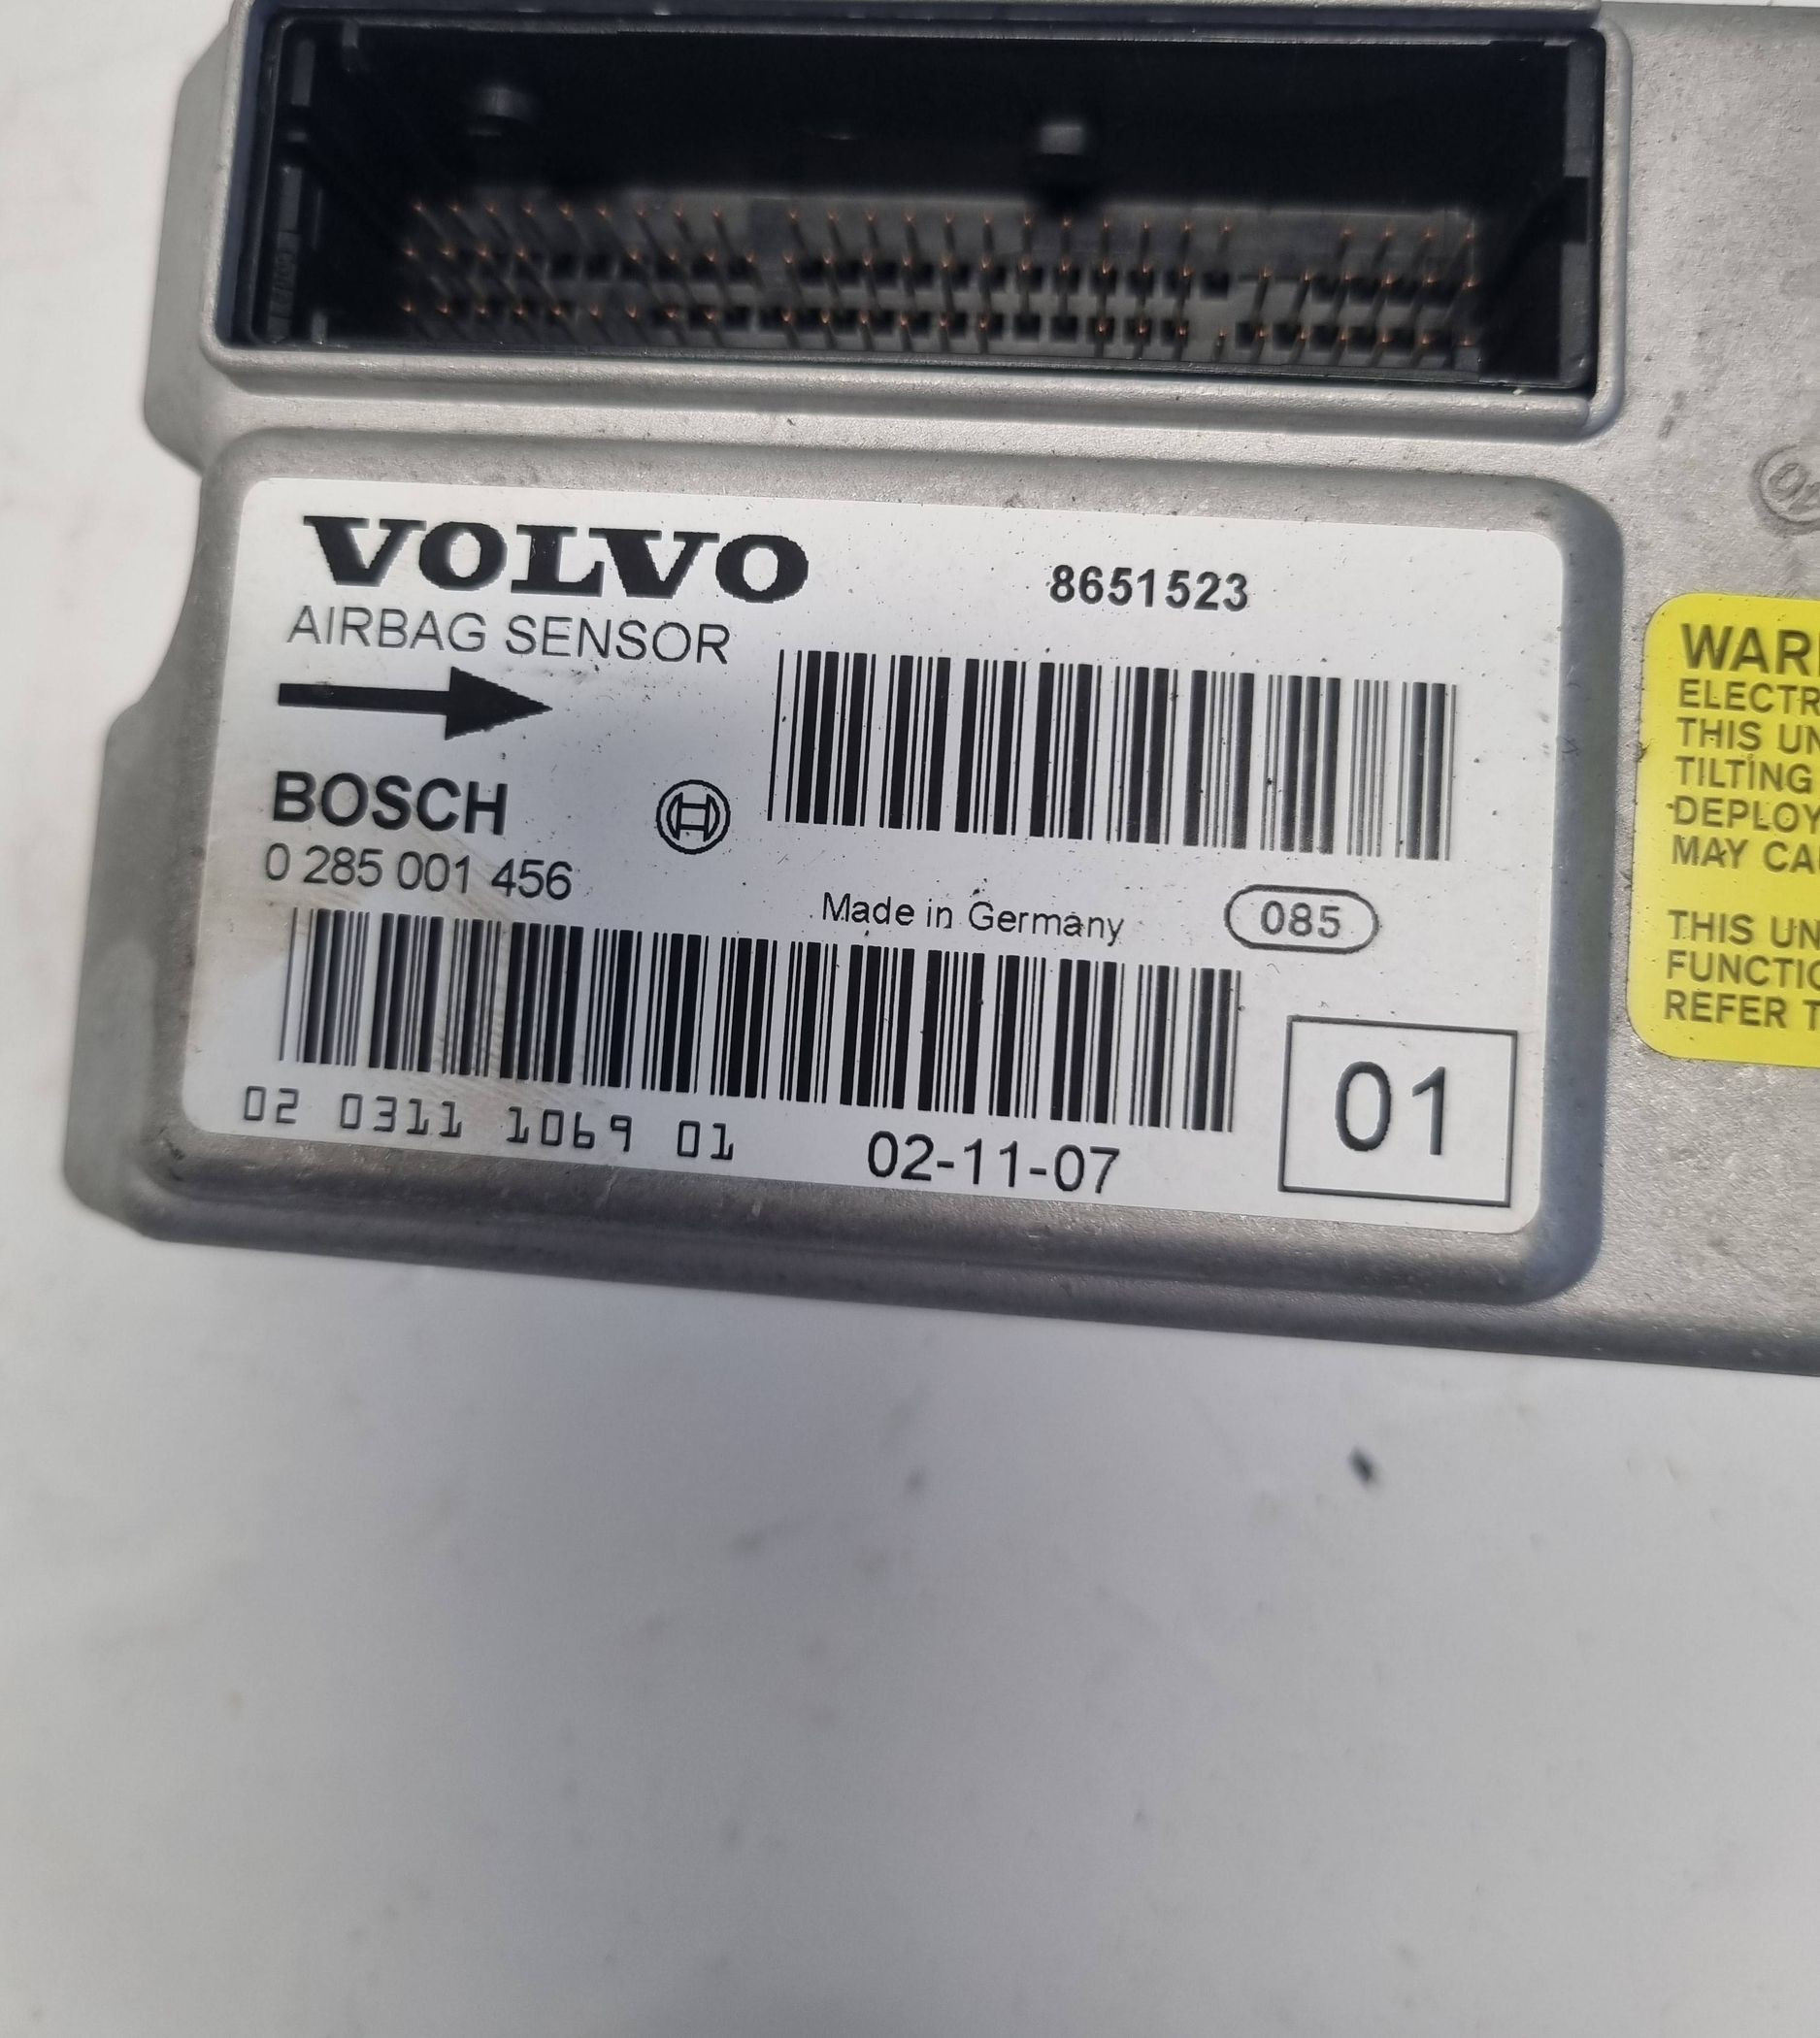 VOLVO
8651523
AIRBAG SENSOR
BOSCH
0 285 001 456
Made in Germany
085
02 0311 1069 01
02-11-07
01
ELECTR
THIS UN
TILTING
DEPLOY
MAY CA
THIS UN
FUNCTIO
REFER T